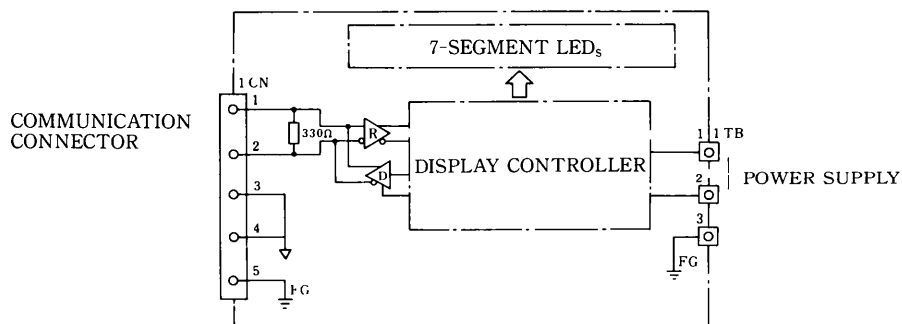 7-SEGMENT LEDs
1CN
COMMUNICATION
CONNECTOR
1
330Ω
R
2
D
3
4
5
FG
DISPLAY CONTROLLER
1
1TB
2
POWER SUPPLY
3
FG